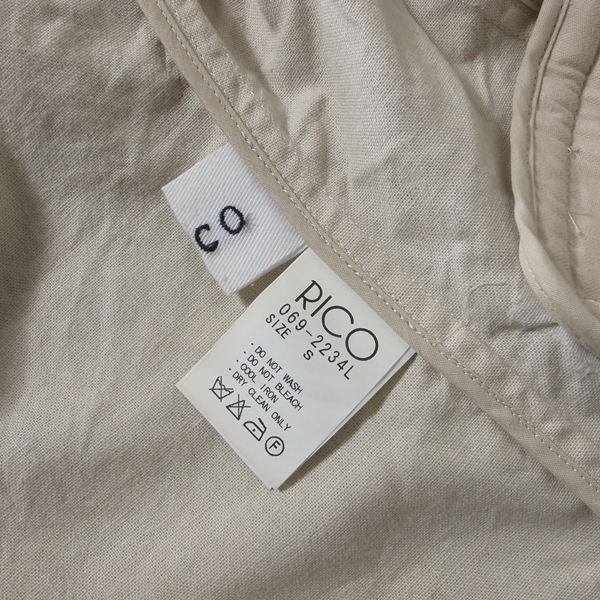 CO
RICO
069-2234L
SIZE S
· DO NOT WASH
· DO NOT BLEACH
· COOL IRON
· DRY CLEAN ONLY
F